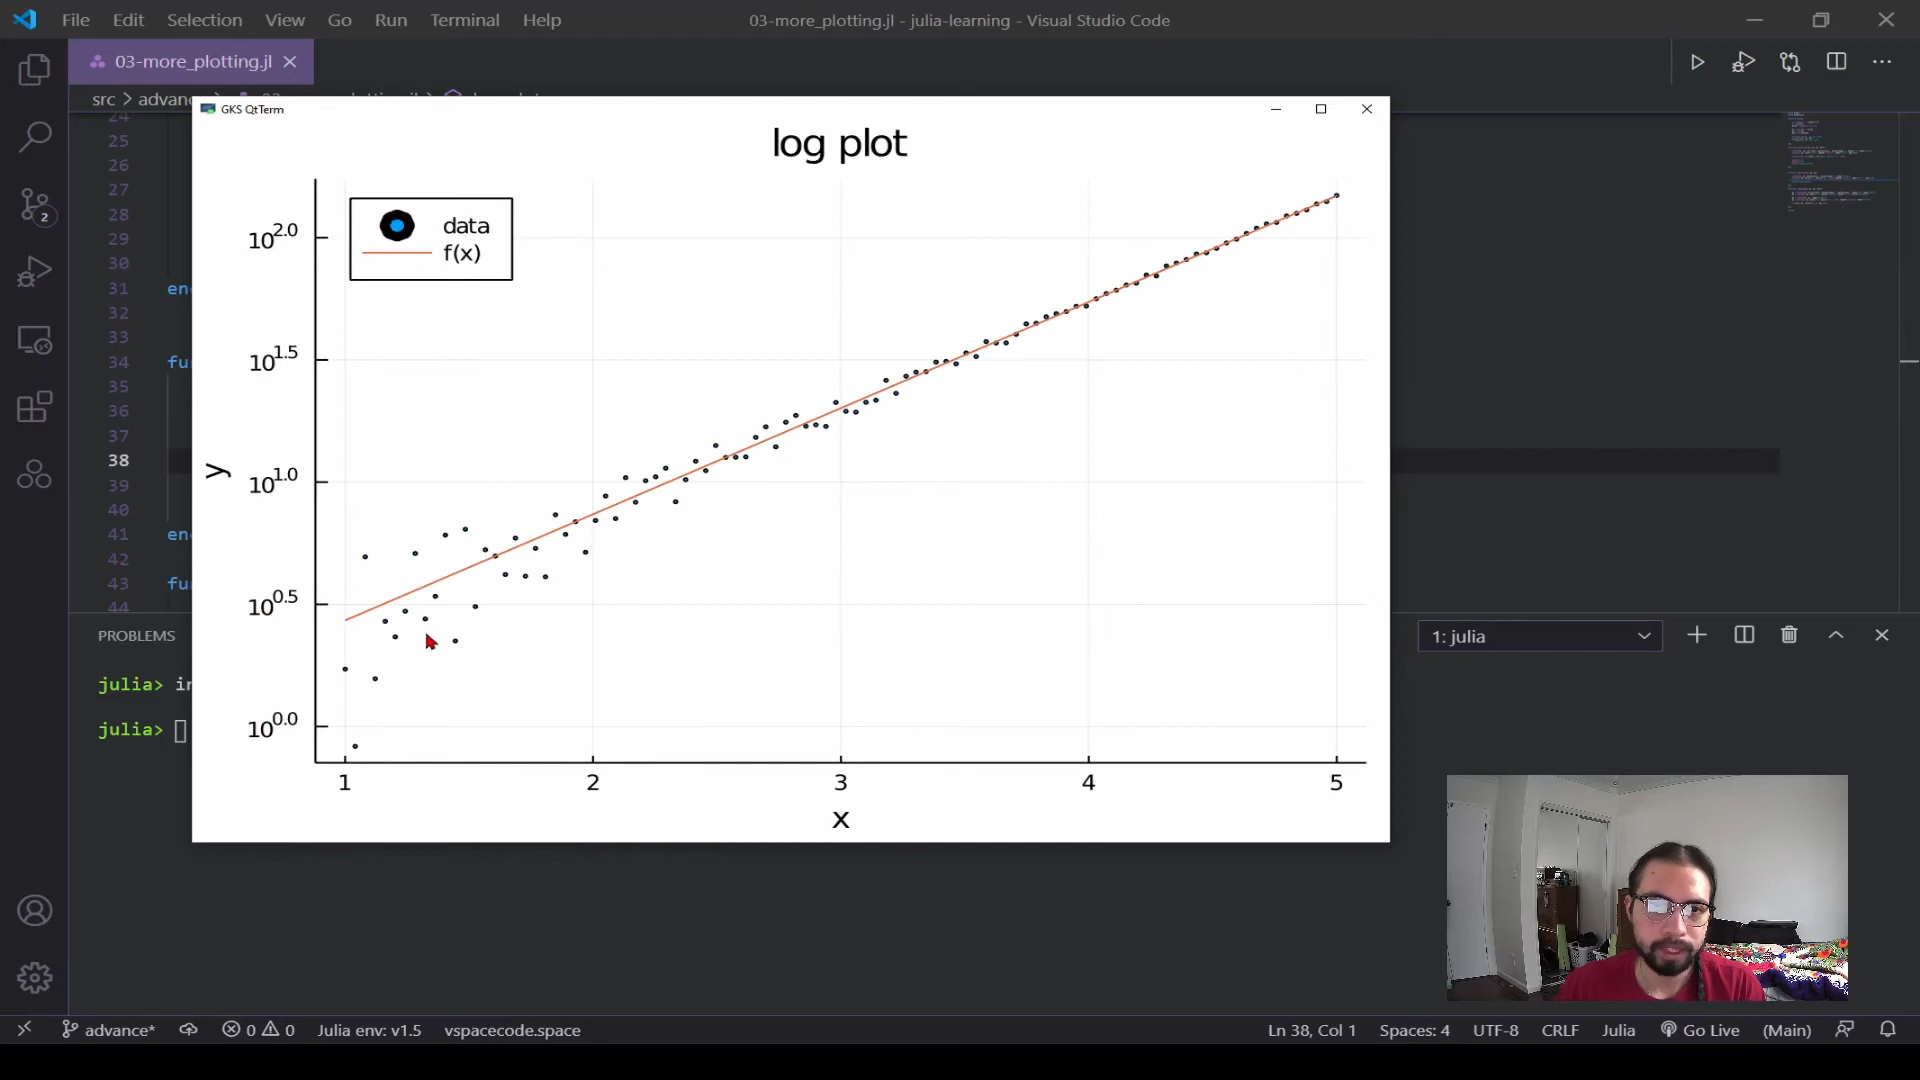 File Edit Selection View Go Run Terminal Help
03-more_plotting.jl - julia-learning - Visual Studio Code
03-more_plotting.jl
src > advanc
GKS QtTerm
log plot
data
f(x)
10^2.0
10^1.5
10^1.0
10^0.5
10^0.0
y
1 2 3 4 5
x
24
25
26
27
28
29
30
31 en
32
33
34 fu
35
36
37
38
39
40
41 en
42
43 fu
44
2
PROBLEMS
1: julia
julia> in
julia>
advance*
0 0
Julia env: v1.5
vspacecode.space
Ln 38, Col 1
Spaces: 4
UTF-8
CRLF
Julia
Go Live
(Main)